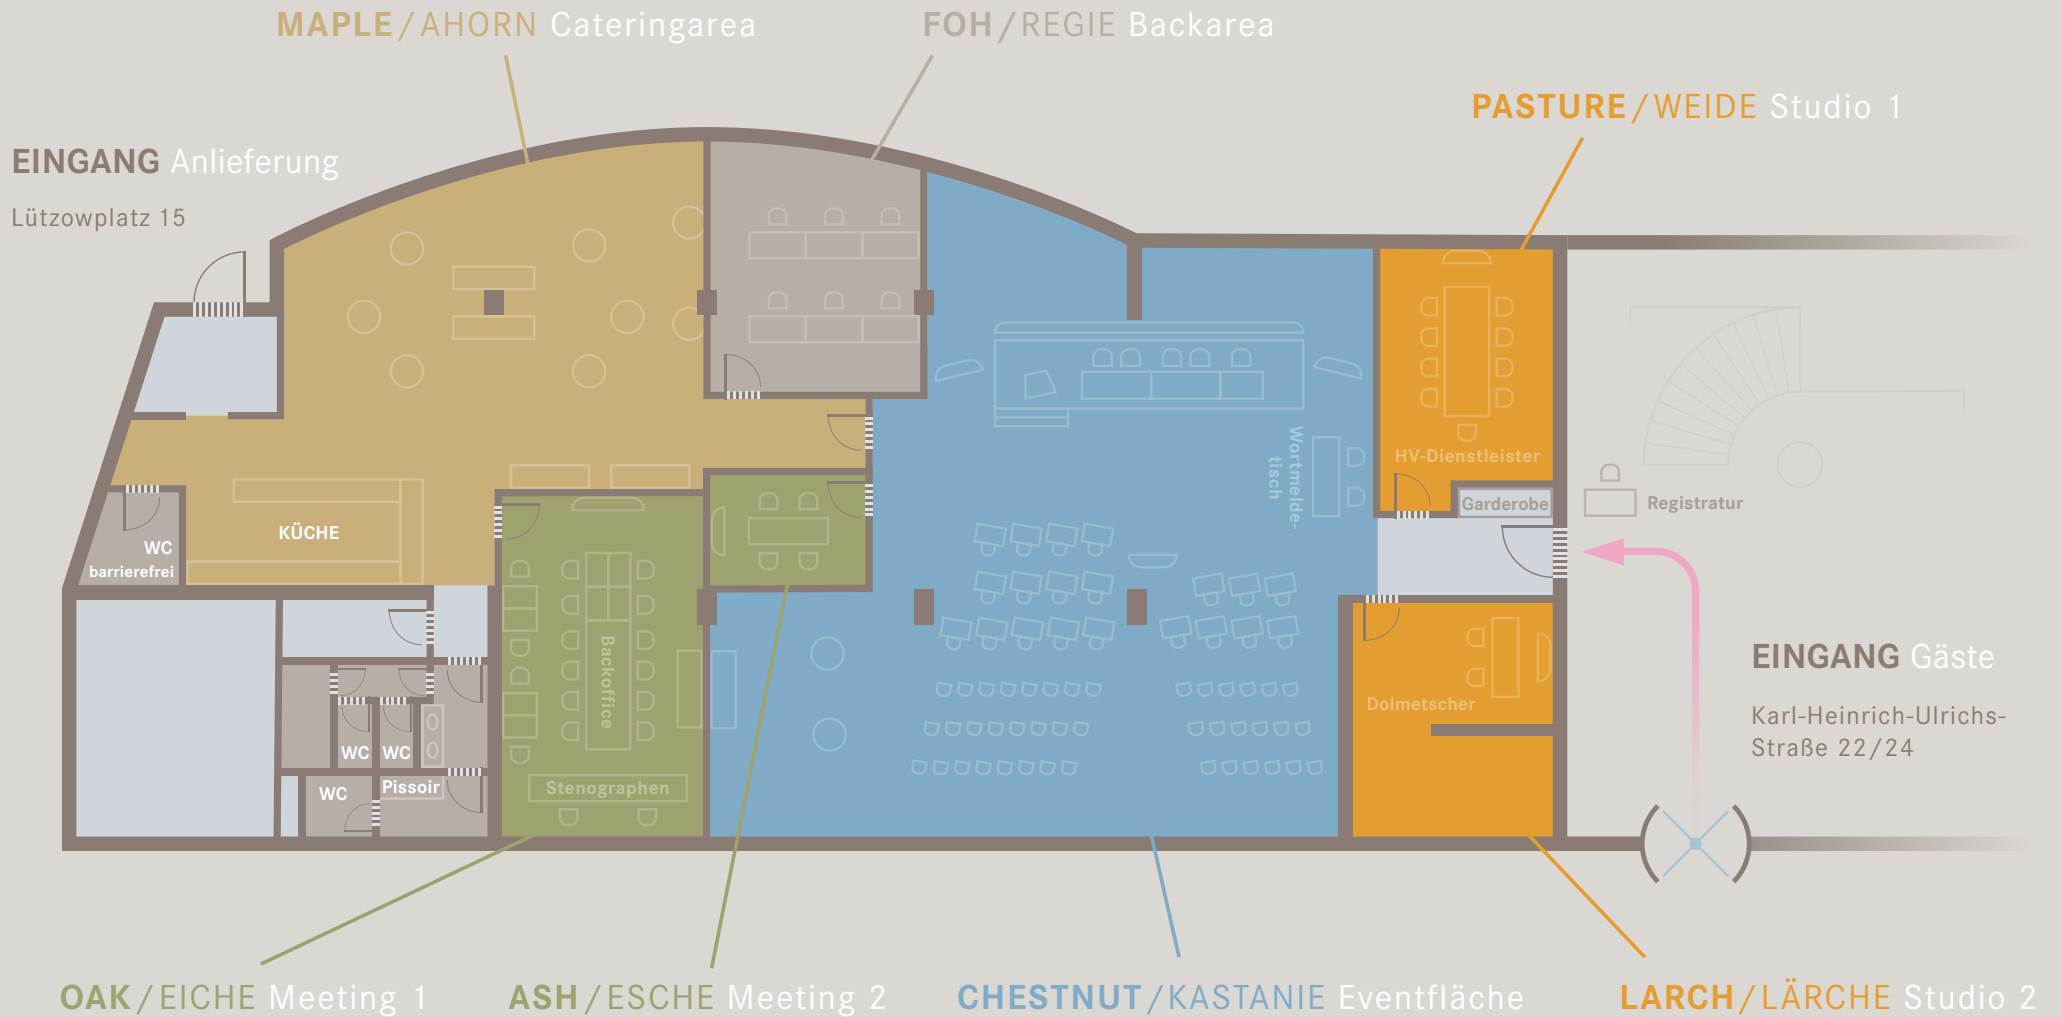 MAPLE/AHORN Cateringarea
FOH/REGIE Backarea
PASTURE/WEIDE Studio 1
EINGANG Anlieferung
Lützowplatz 15
HV-Dienstleister
Wortmelde-
tisch
Garderobe
Registratur
KÜCHE
WC
barrierefrei
Backoffice
EINGANG Gäste
Karl-Heinrich-Ulrichs-
Straße 22/24
Dolmetscher
WC
WC
WC
Pissoir
Stenographen
OAK/EICHE Meeting 1
ASH/ESCHE Meeting 2
CHESTNUT/KASTANIE Eventfläche
LARCH/LÄRCHE Studio 2